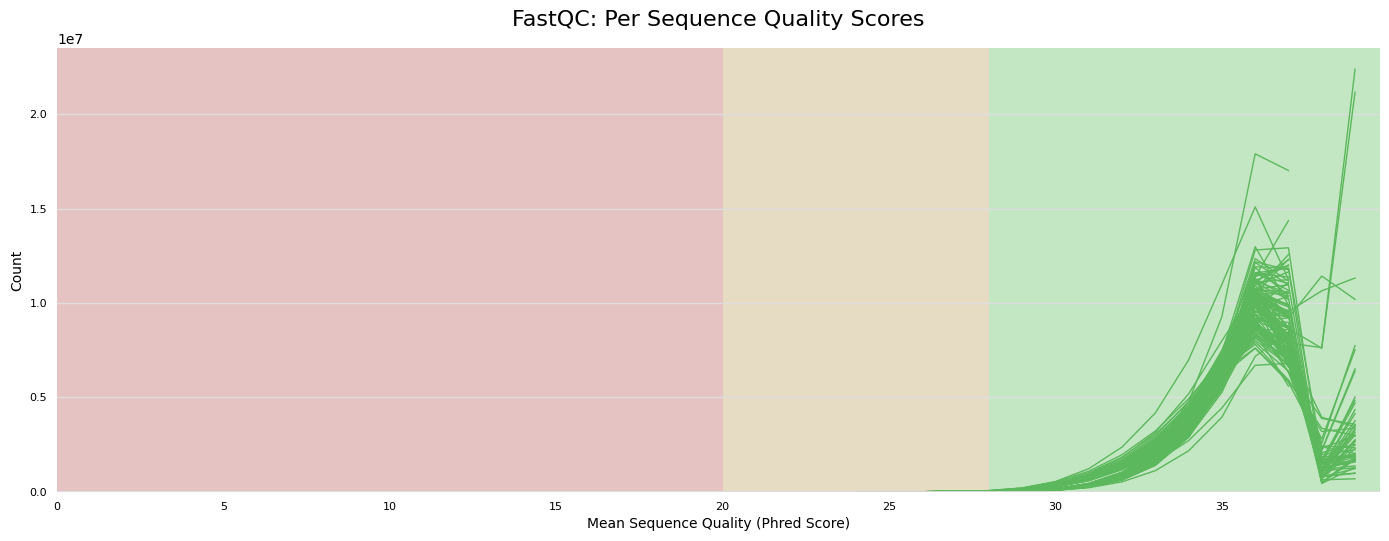 FastQC: Per Sequence Quality Scores
1e7
2.0
1.5
1.0
0.5
0.0
Count
0 5 10 15 20 25 30 35
Mean Sequence Quality (Phred Score)